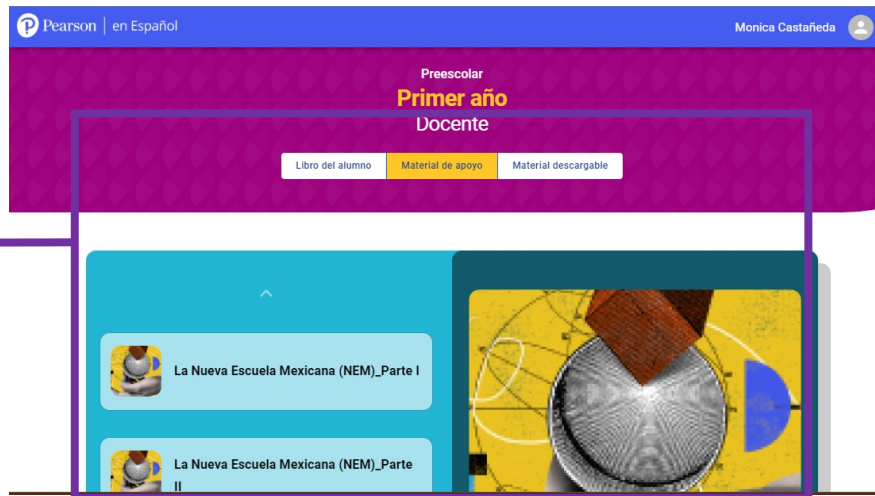 Pearson | en Español
Monica Castañeda
Preescolar
Primer año
Docente
Libro del alumno
Material de apoyo
Material descargable
La Nueva Escuela Mexicana (NEM)_Parte I
La Nueva Escuela Mexicana (NEM)_Parte
II